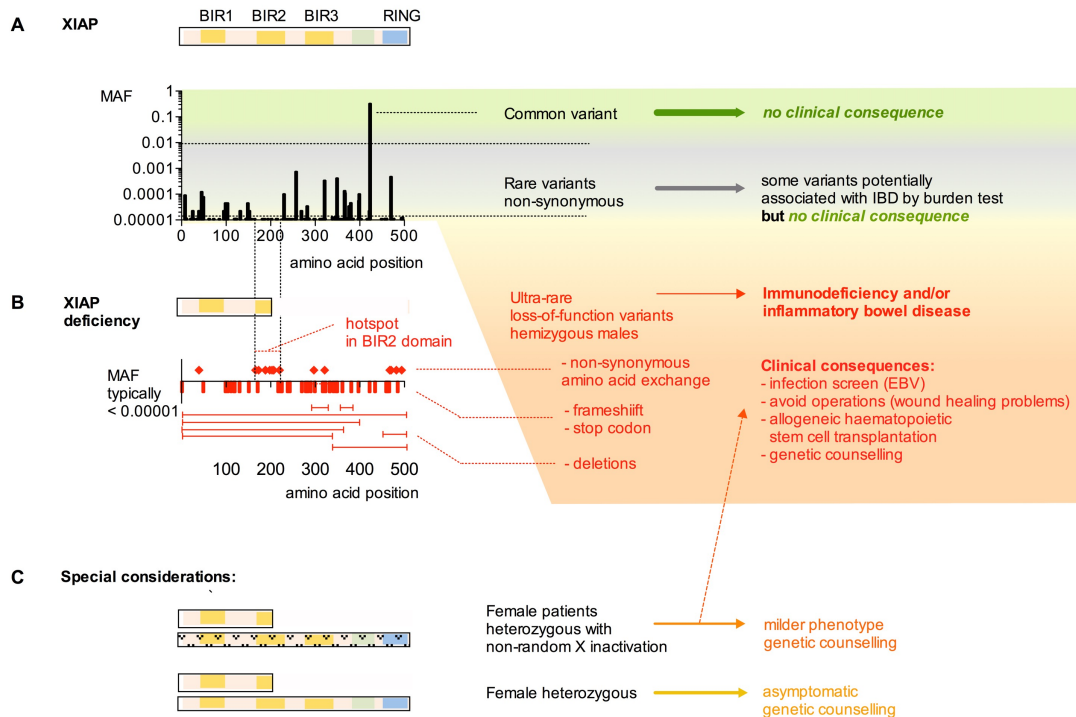 A
XIAP
BIR1
BIR2
BIR3
RING
MAF
1
0.1
0.01
0.001
0.0001
0.00001
0
100
200
300
400
500
amino acid position
Common variant
no clinical consequence
Rare variants
non-synonymous
some variants potentially
associated with IBD by burden test
but no clinical consequence
B
XIAP
deficiency
hotspot
in BIR2 domain
MAF
typically
< 0.00001
100
200
300
400
500
amino acid position
Ultra-rare
loss-of-function variants
hemizygous males
- non-synonymous
amino acid exchange
- frameshiift
- stop codon
- deletions
Immunodeficiency and/or
inflammatory bowel disease
Clinical consequences:
- infection screen (EBV)
- avoid operations (wound healing problems)
- allogeneic haematopoietic
stem cell transplantation
- genetic counselling
C
Special considerations:
Female patients
heterozygous with
non-random X inactivation
milder phenotype
genetic counselling
Female heterozygous
asymptomatic
genetic counselling